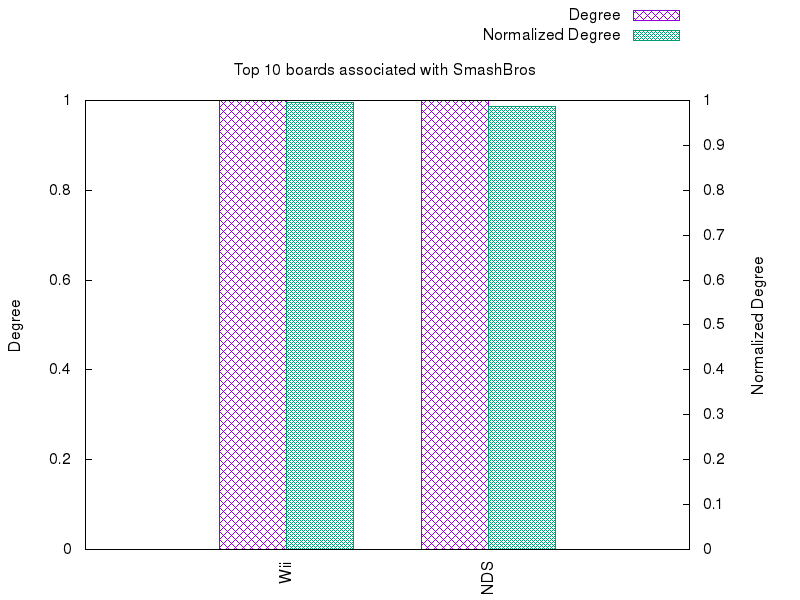 Degree
Normalized Degree
Top 10 boards associated with SmashBros
1
0.8
0.6
0.4
0.2
0
Degree
1
0.9
0.8
0.7
0.6
0.5
0.4
0.3
0.2
0.1
0
Normalized Degree
Wii
NDS